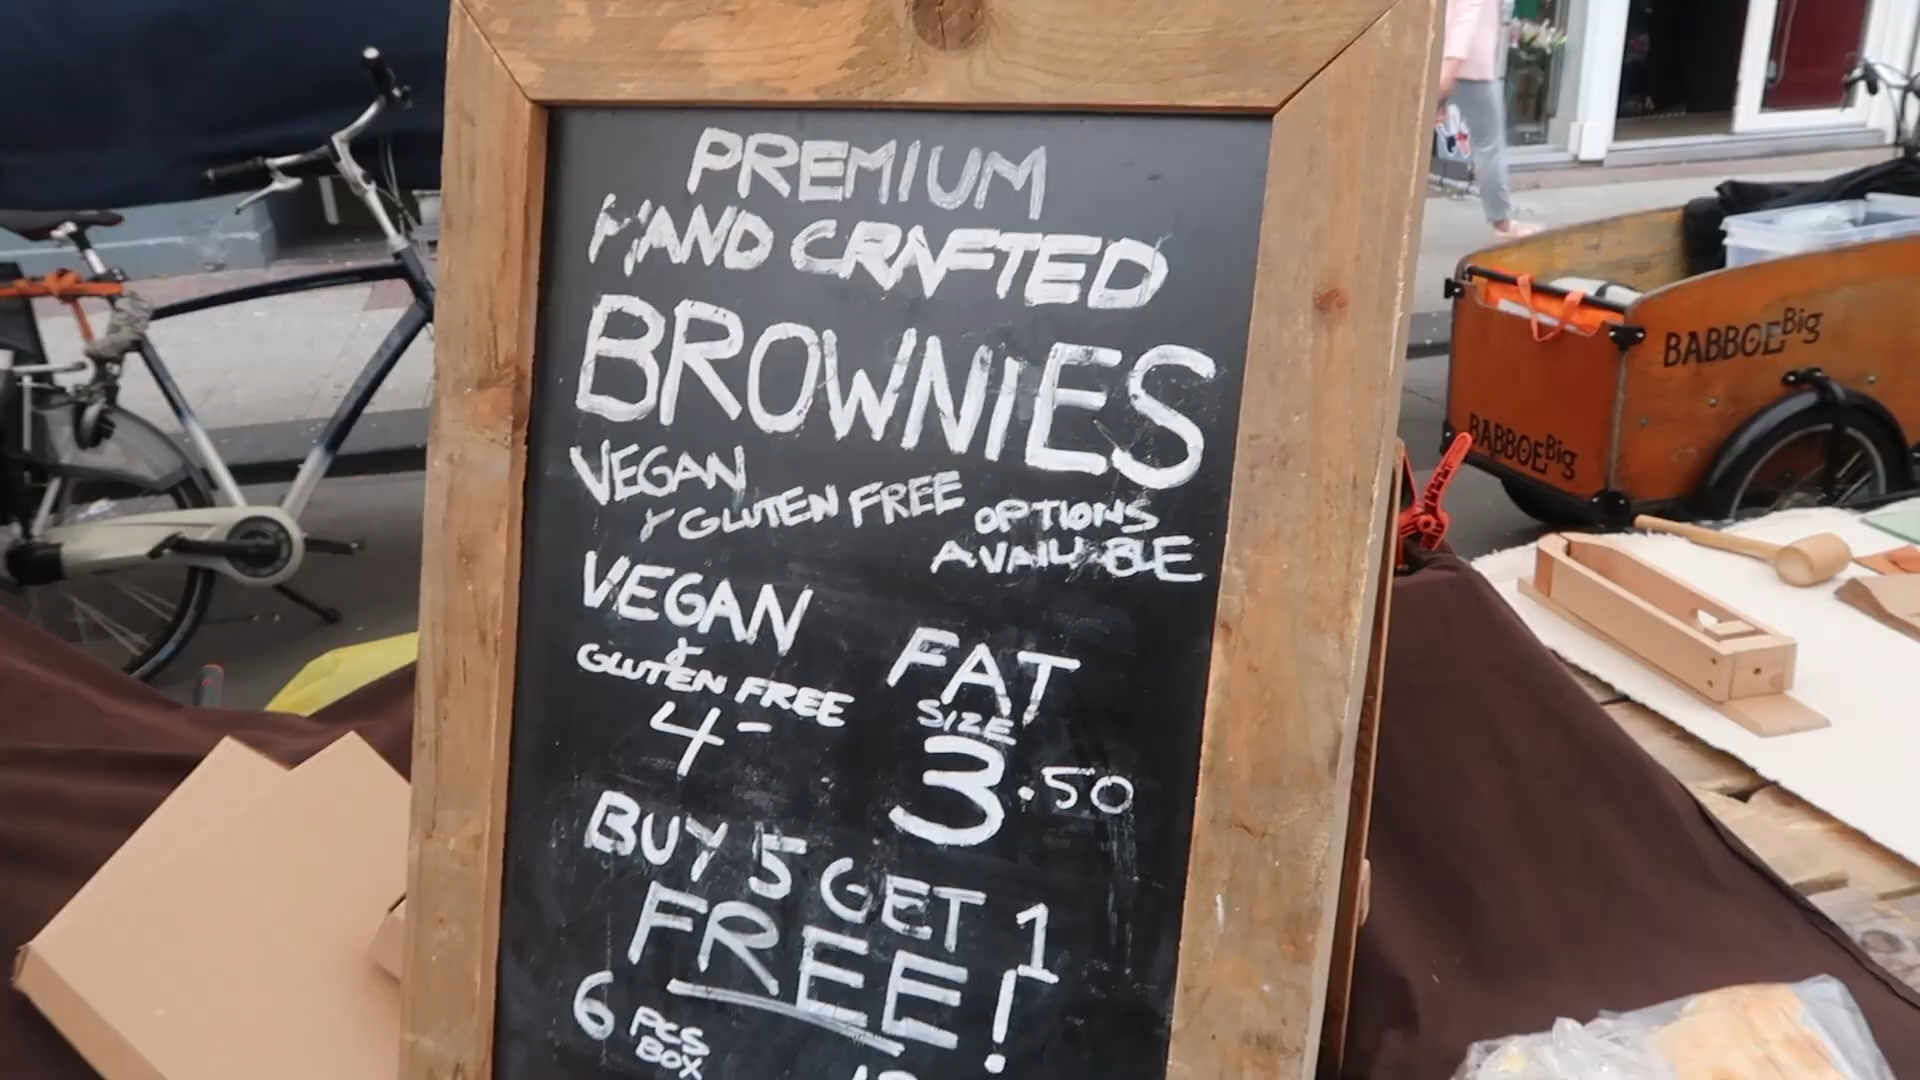 PREMIUM
HAND CRAFTED
BROWNIES
VEGAN
& GLUTEN FREE OPTIONS
AVAILABLE
VEGAN
&
GLUTEN FREE
4-
FAT
SIZE
3.50
BUY 5 GET 1
FREE!
6 PCS
BOX
BABBOE Big
BABBOE Big